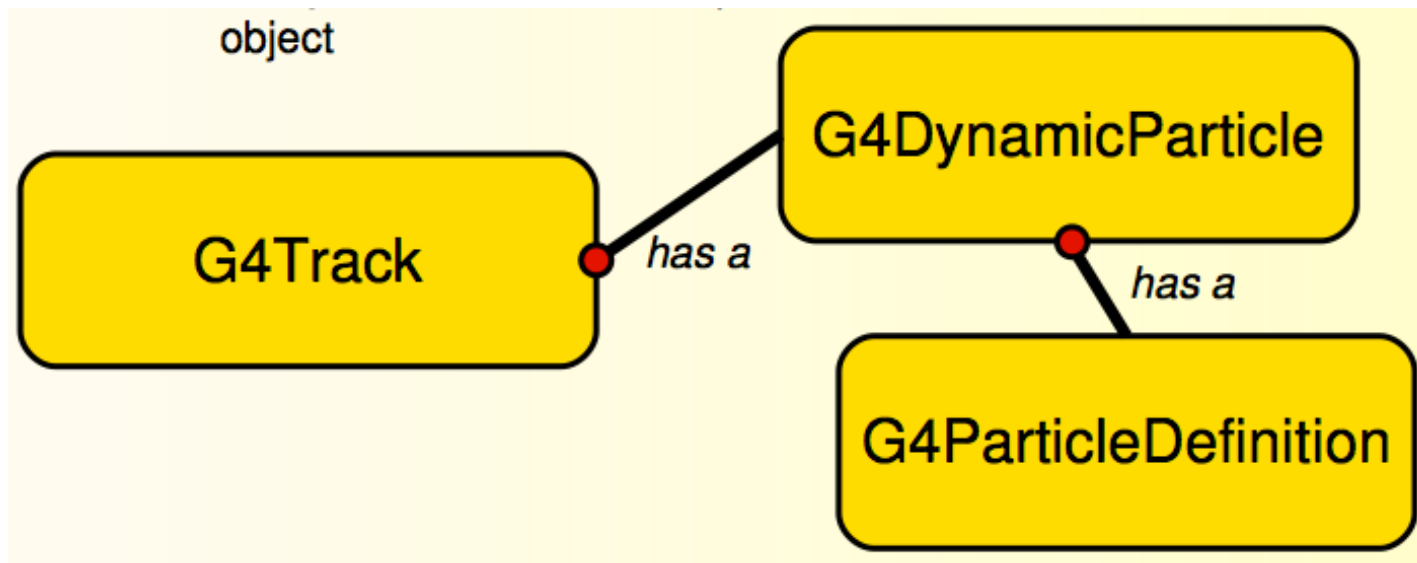 object
G4DynamicParticle
G4Track
has a
has a
G4ParticleDefinition